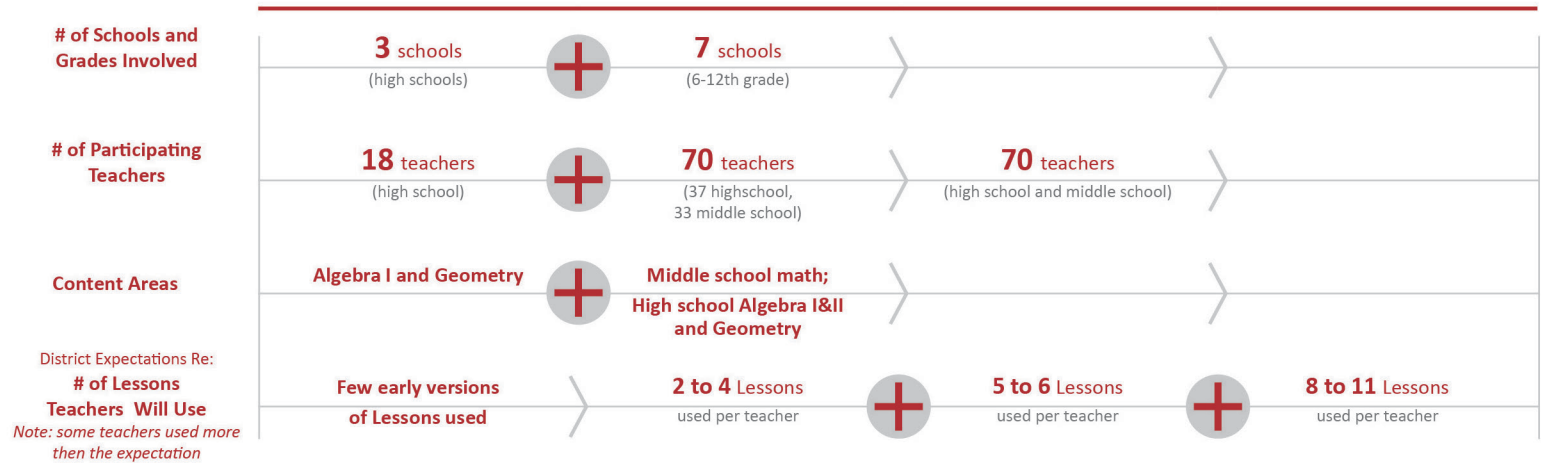 # of Schools and
Grades Involved
3 schools
(high schools)
7 schools
(6-12th grade)
# of Participating
Teachers
18 teachers
(high school)
70 teachers
(37 highschool,
33 middle school)
70 teachers
(high school and middle school)
Content Areas
Algebra I and Geometry
Middle school math;
High school Algebra I&II
and Geometry
District Expectations Re:
# of Lessons
Teachers Will Use
Note: some teachers used more
then the expectation
Few early versions
of Lessons used
2 to 4 Lessons
used per teacher
5 to 6 Lessons
used per teacher
8 to 11 Lessons
used per teacher